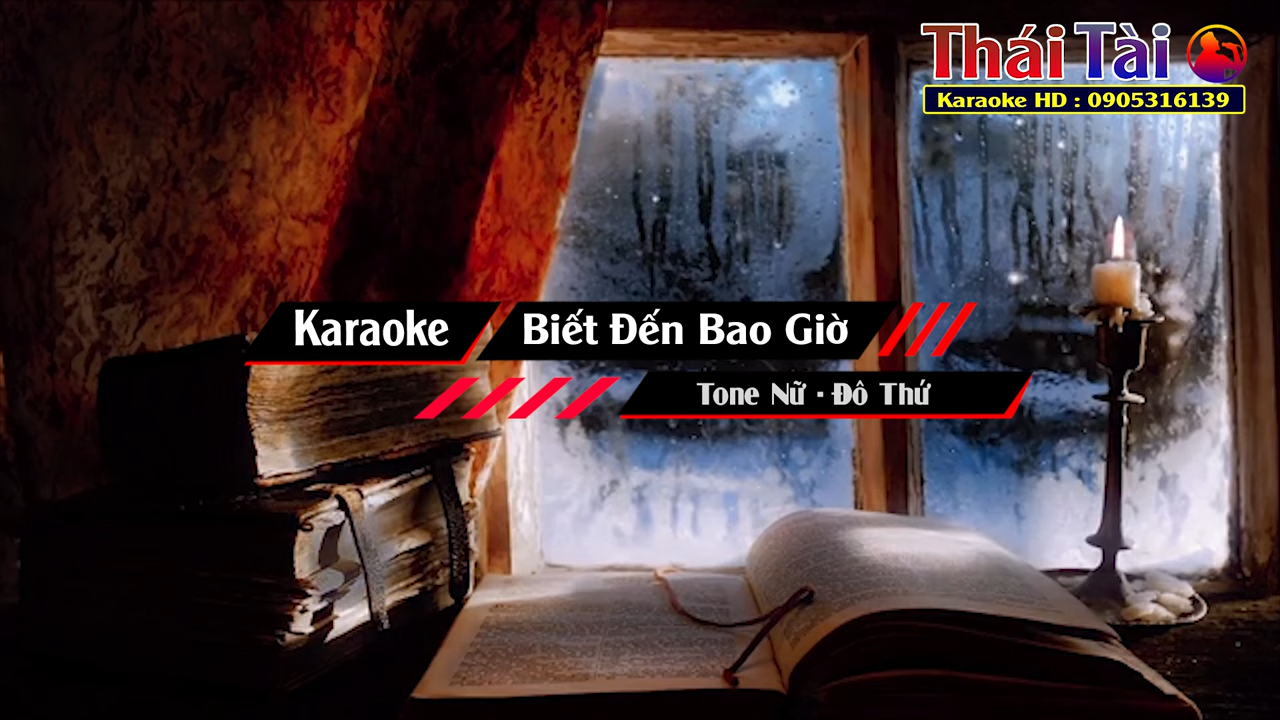 Thái Tài
Karaoke HD : 0905316139
Karaoke Biết Đến Bao Giờ
Tone Nữ - Đô Thứ